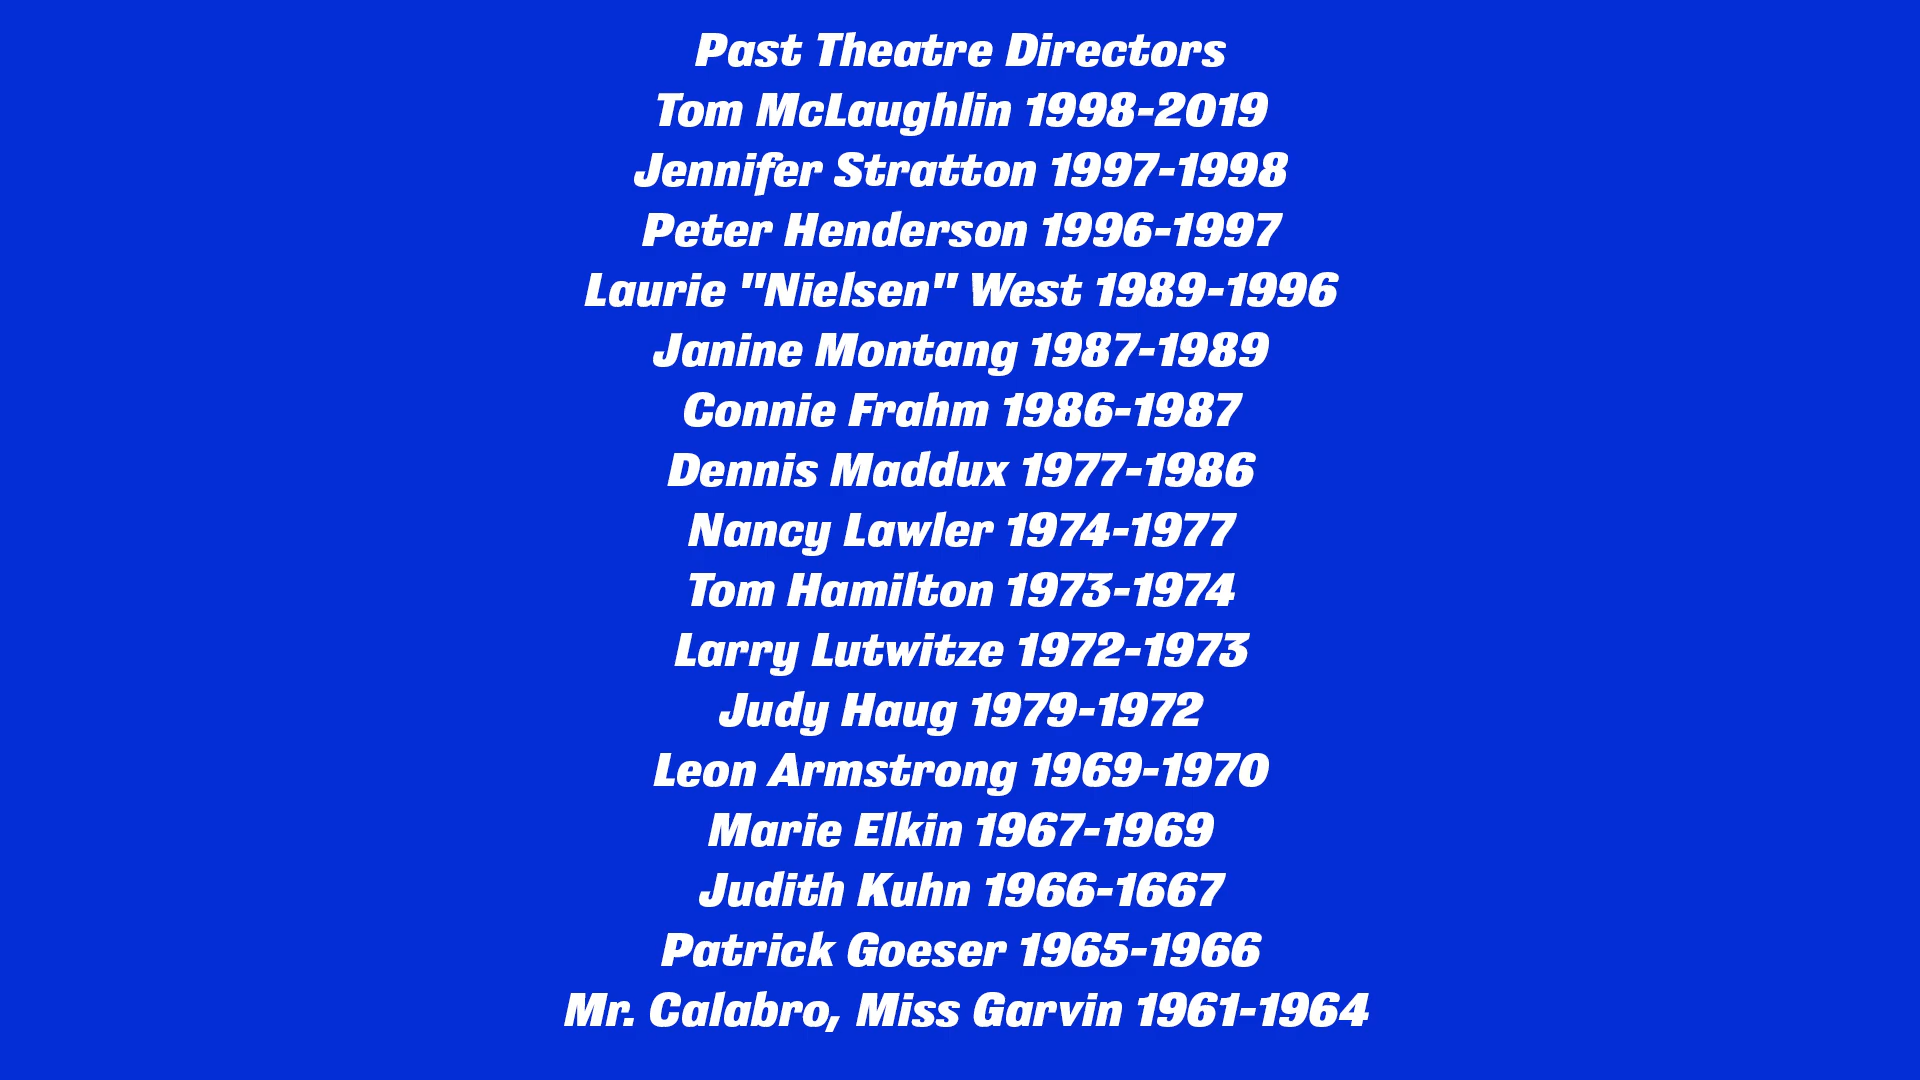 Past Theatre Directors
Tom McLaughlin 1998-2019
Jennifer Stratton 1997-1998
Peter Henderson 1996-1997
Laurie "Nielsen" West 1989-1996
Janine Montang 1987-1989
Connie Frahm 1986-1987
Dennis Maddux 1977-1986
Nancy Lawler 1974-1977
Tom Hamilton 1973-1974
Larry Lutwitze 1972-1973
Judy Haug 1979-1972
Leon Armstrong 1969-1970
Marie Elkin 1967-1969
Judith Kuhn 1966-1667
Patrick Goeser 1965-1966
Mr. Calabro, Miss Garvin 1961-1964